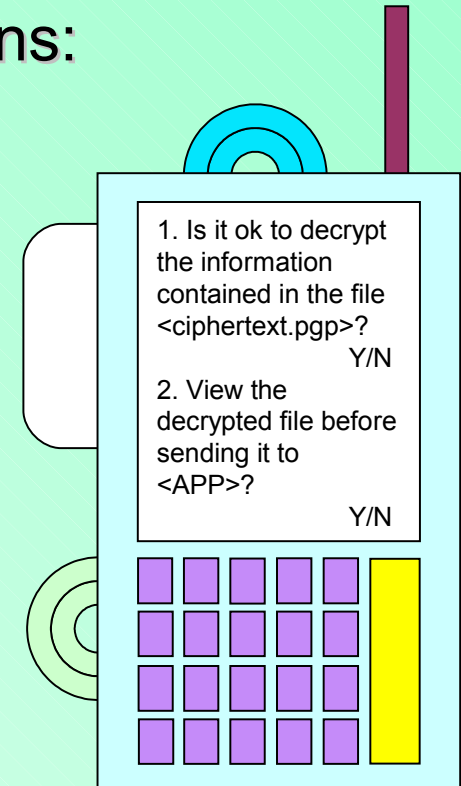 ns:
1. Is it ok to decrypt
the information
contained in the file
<ciphertext.pgp>?
Y/N
2. View the
decrypted file before
sending it to
<APP>?
Y/N